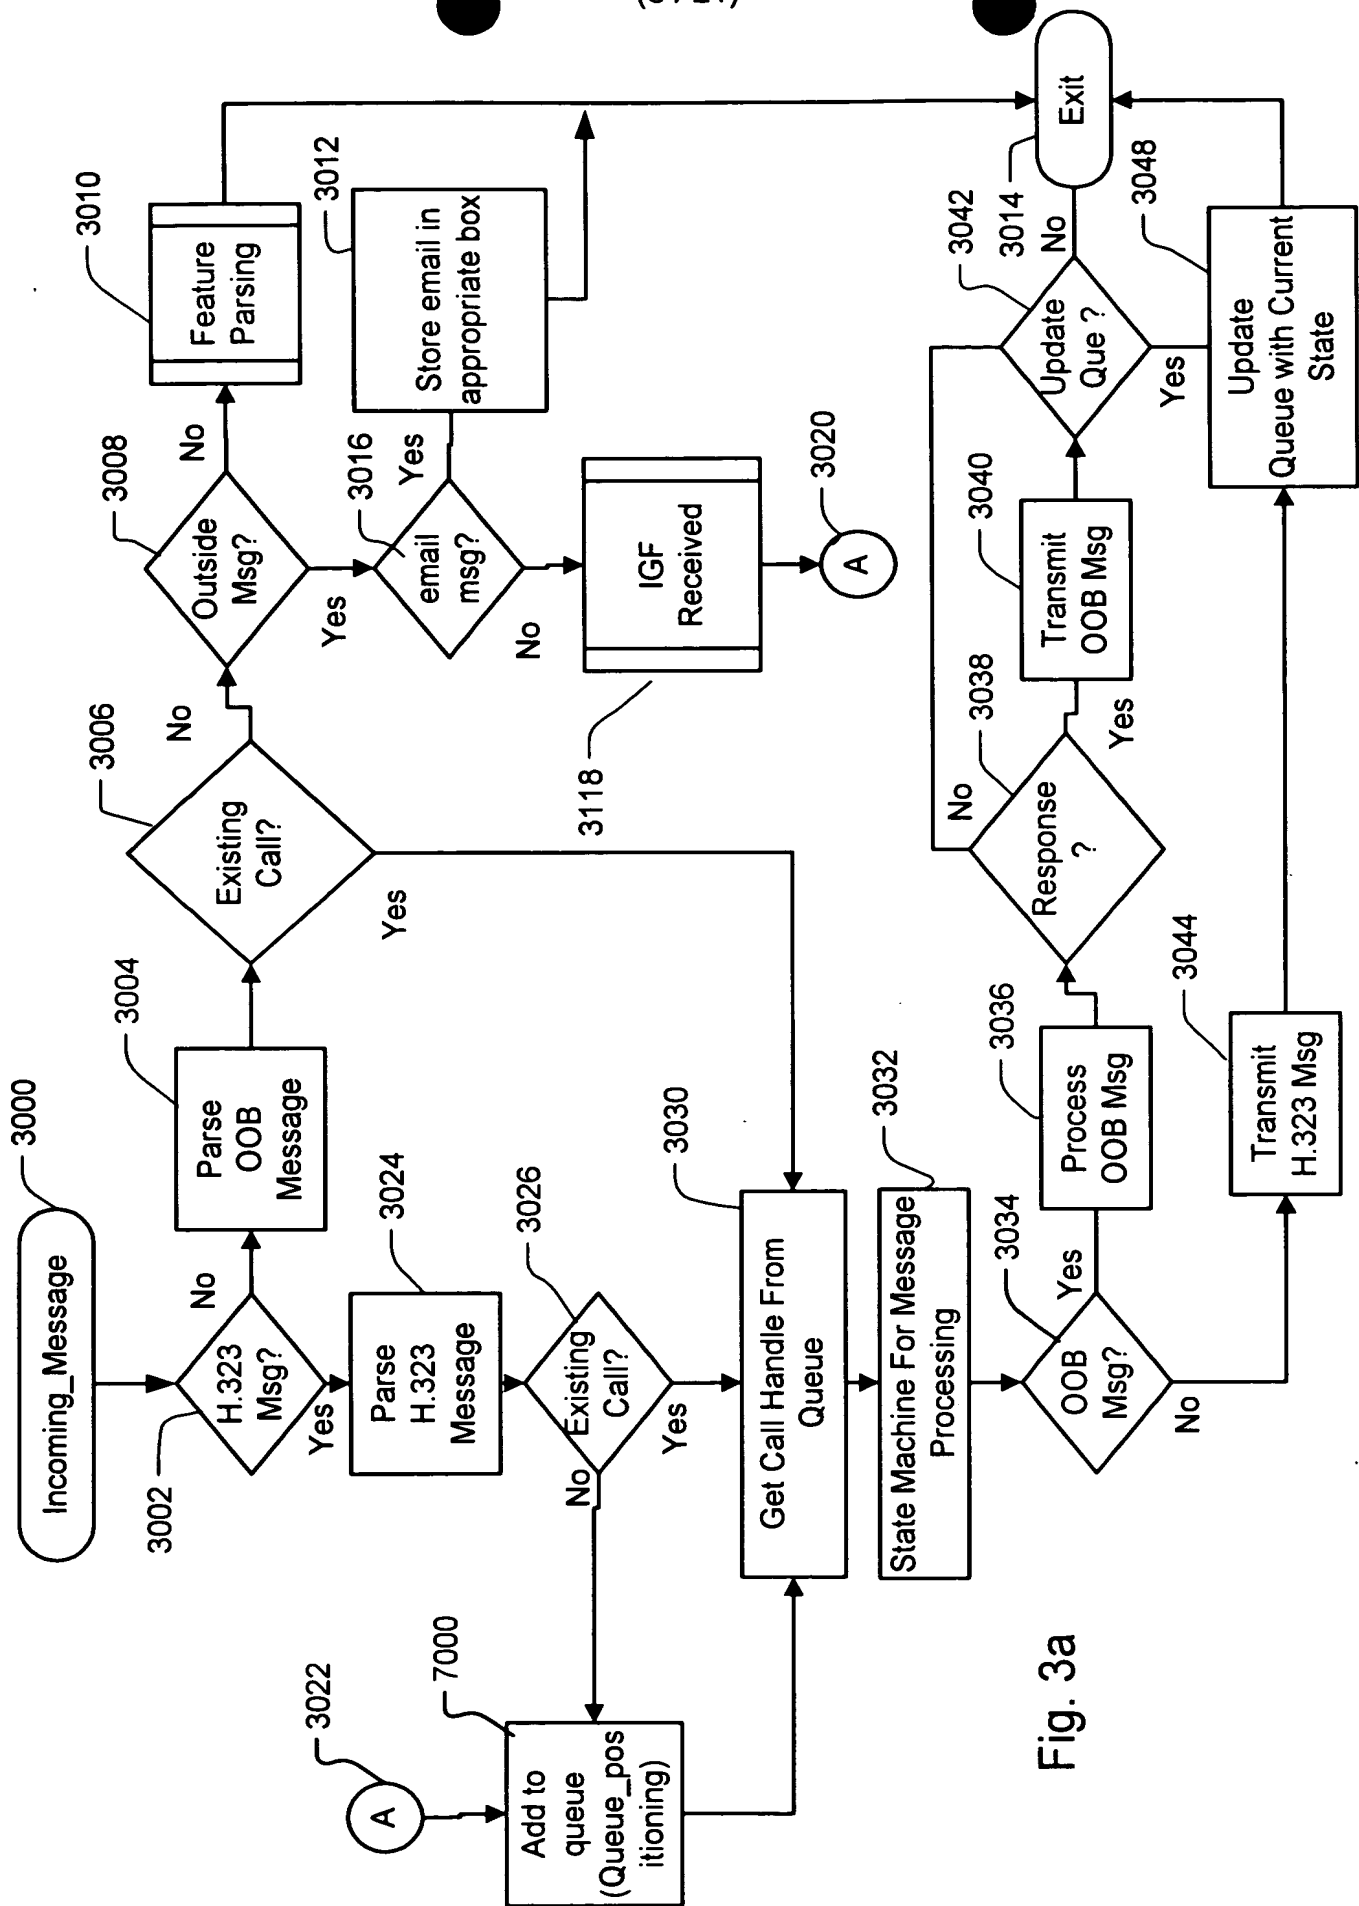 3000
Incoming_Message
3002
H.323
Msg?
No
Yes
3004
Parse
OOB
Message
3006
Existing
Call?
No
Yes
3008
Outside
Msg?
No
Yes
3010
Feature
Parsing
3012
Store email in
appropriate box
3016
email
msg?
Yes
No
IGF
Received
3118
3020
A
3024
Parse
H.323
Message
3026
Existing
Call?
No
Yes
3022
A
7000
Add to
queue
(Queue_pos
itioning)
3030
Get Call Handle From
Queue
3032
State Machine For Message
Processing
3034
OOB
Msg?
Yes
No
3036
Process
OOB Msg
3038
Response
?
No
Yes
3040
Transmit
OOB Msg
3042
Update
Que ?
No
Yes
3014
Exit
3044
Transmit
H.323 Msg
3048
Update
Queue with Current
State
Fig. 3a